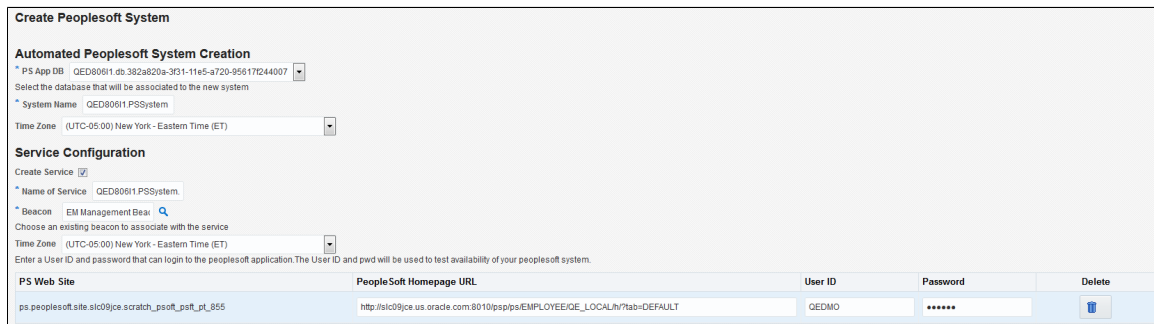 Create Peoplesoft System
Automated Peoplesoft System Creation
* PS App DB QED806I1.db.382a820a-3f31-11e5-a720-95617f244007
Select the database that will be associated to the new system
* System Name QED806I1.PSSystem
Time Zone (UTC-05:00) New York - Eastern Time (ET)
Service Configuration
Create Service
* Name of Service QED806I1.PSSystem.
* Beacon EM Management Beac
Choose an existing beacon to associate with the service
Time Zone (UTC-05:00) New York - Eastern Time (ET)
Enter a User ID and password that can login to the peoplesoft application.The User ID and pwd will be used to test availability of your peoplesoft system.
PS Web Site PeopleSoft Homepage URL User ID Password Delete
ps.peoplesoft.site.slc09jce.scratch_psoft_psft_pt_855 http://slc09jce.us.oracle.com:8010/psp/ps/EMPLOYEE/QE_LOCAL/h/?tab=DEFAULT QEDMO ••••••